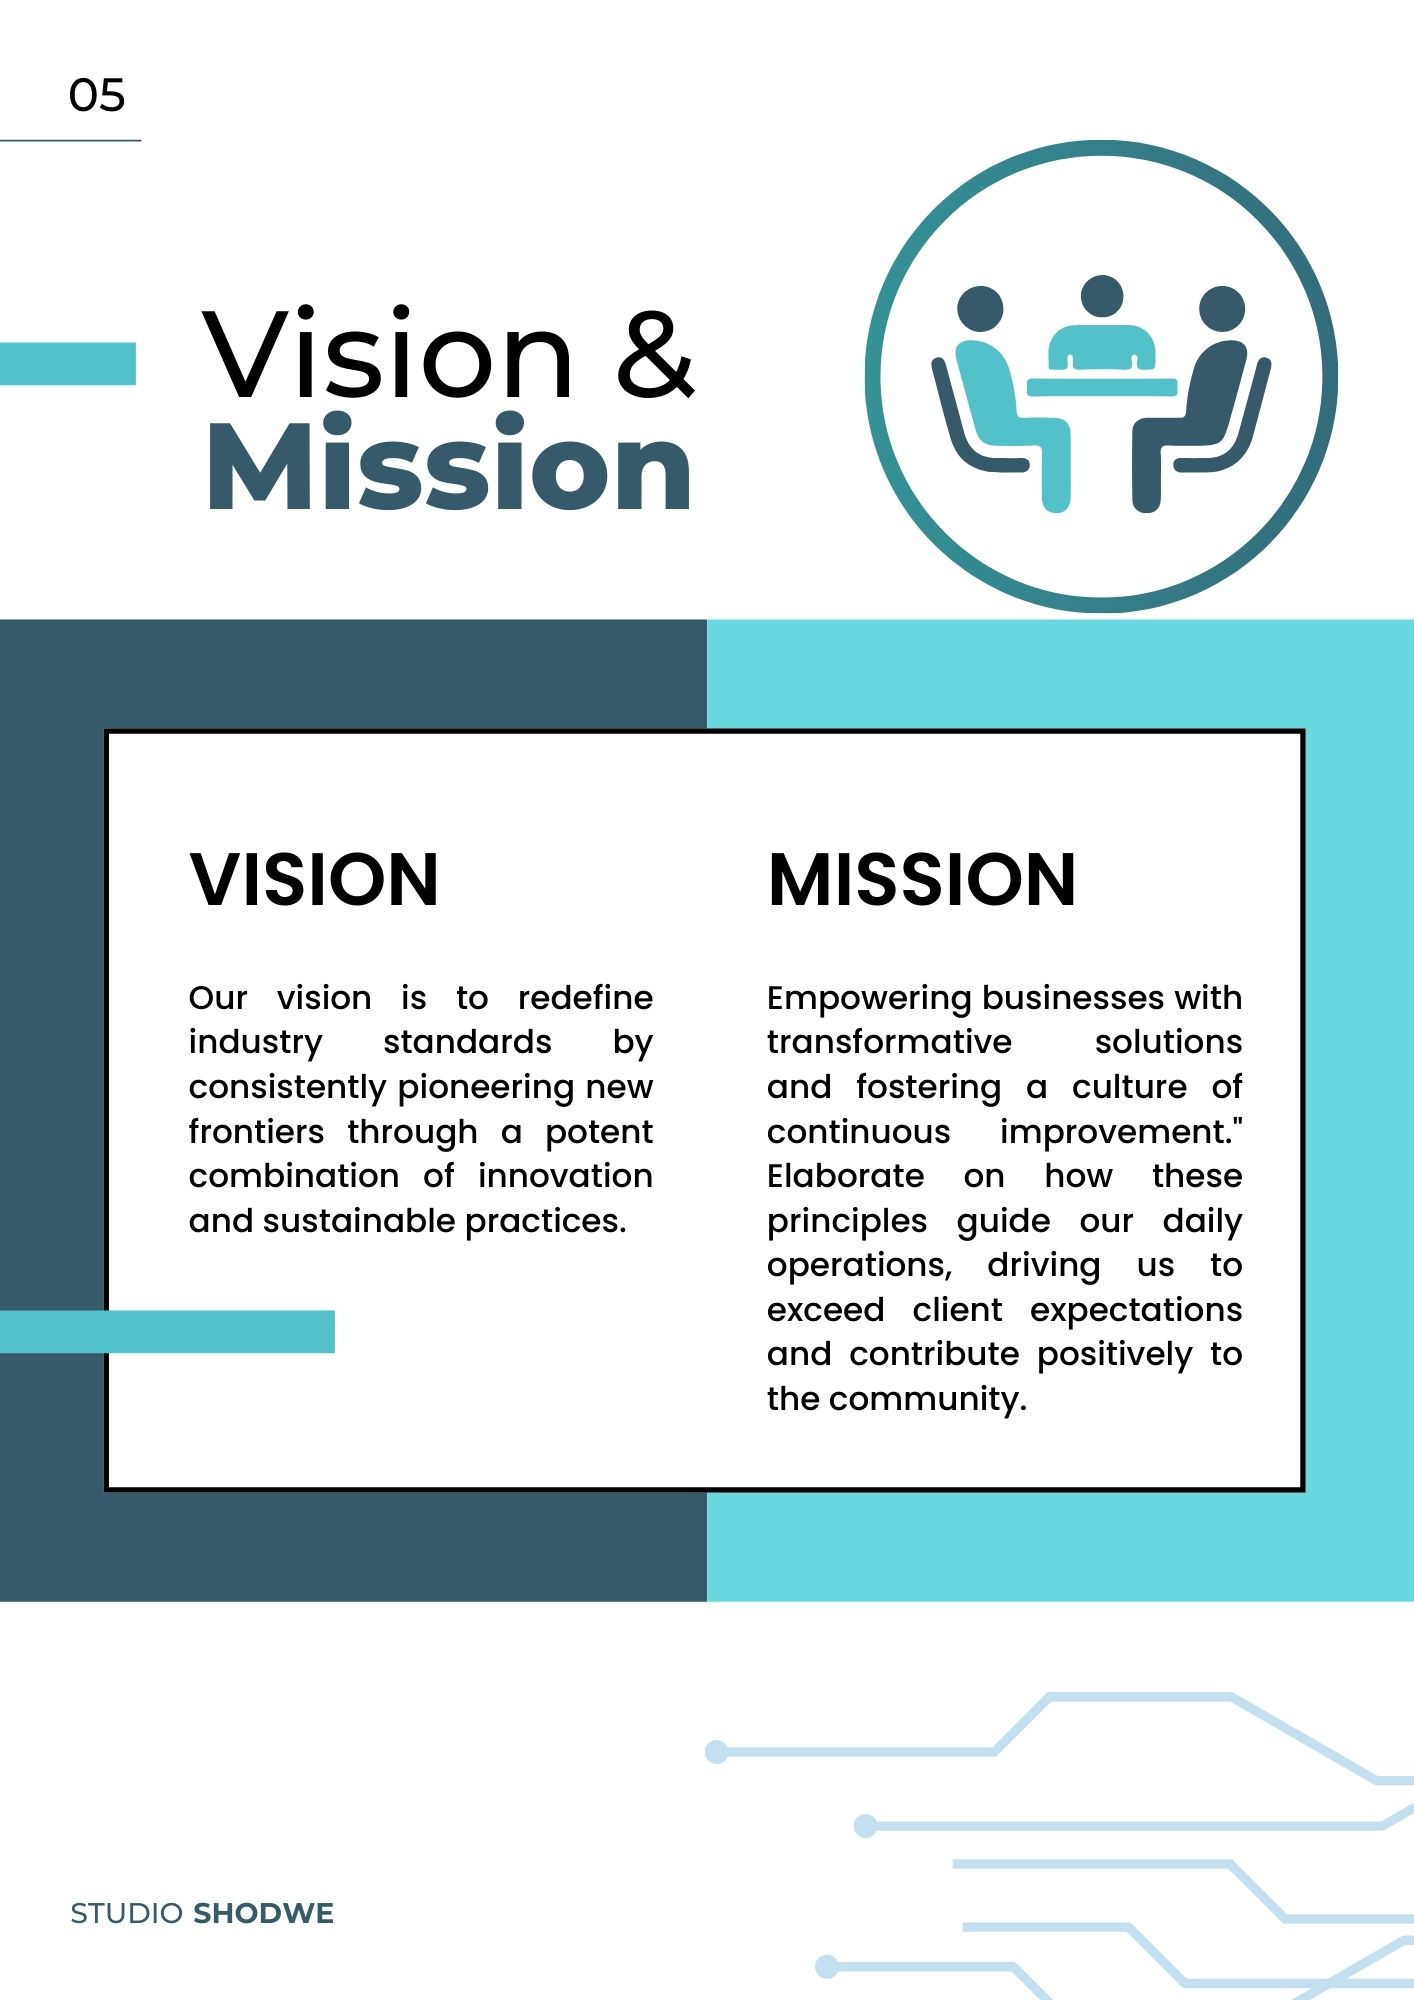 05
Vision &
Mission
VISION
Our vision is to redefine
industry standards by
consistently pioneering new
frontiers through a potent
combination of innovation
and sustainable practices.
MISSION
Empowering businesses with
transformative solutions
and fostering a culture of
continuous improvement."
Elaborate on how these
principles guide our daily
operations, driving us to
exceed client expectations
and contribute positively to
the community.
STUDIO SHODWE